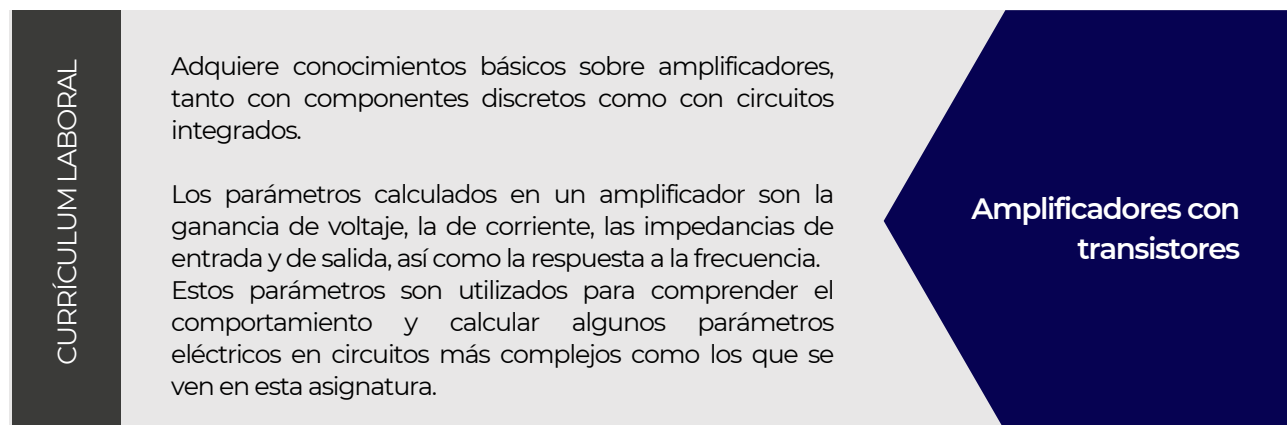 CURRÍCULUM LABORAL
Adquiere conocimientos básicos sobre amplificadores,
tanto con componentes discretos como con circuitos
integrados.
Los parámetros calculados en un amplificador son la
ganancia de voltaje, la de corriente, las impedancias de
entrada y de salida, así como la respuesta a la frecuencia.
Estos parámetros son utilizados para comprender el
comportamiento y calcular algunos parámetros
eléctricos en circuitos más complejos como los que se
ven en esta asignatura.
Amplificadores con
transistores